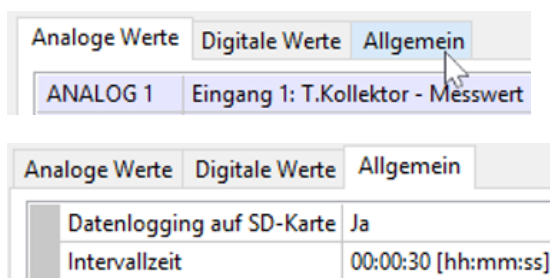 Analoge Werte Digitale Werte Allgemein
ANALOG 1 Eingang 1: T.Kollektor - Messwert
Analoge Werte Digitale Werte Allgemein
Datenlogging auf SD-Karte Ja
Intervallzeit 00:00:30 [hh:mm:ss]